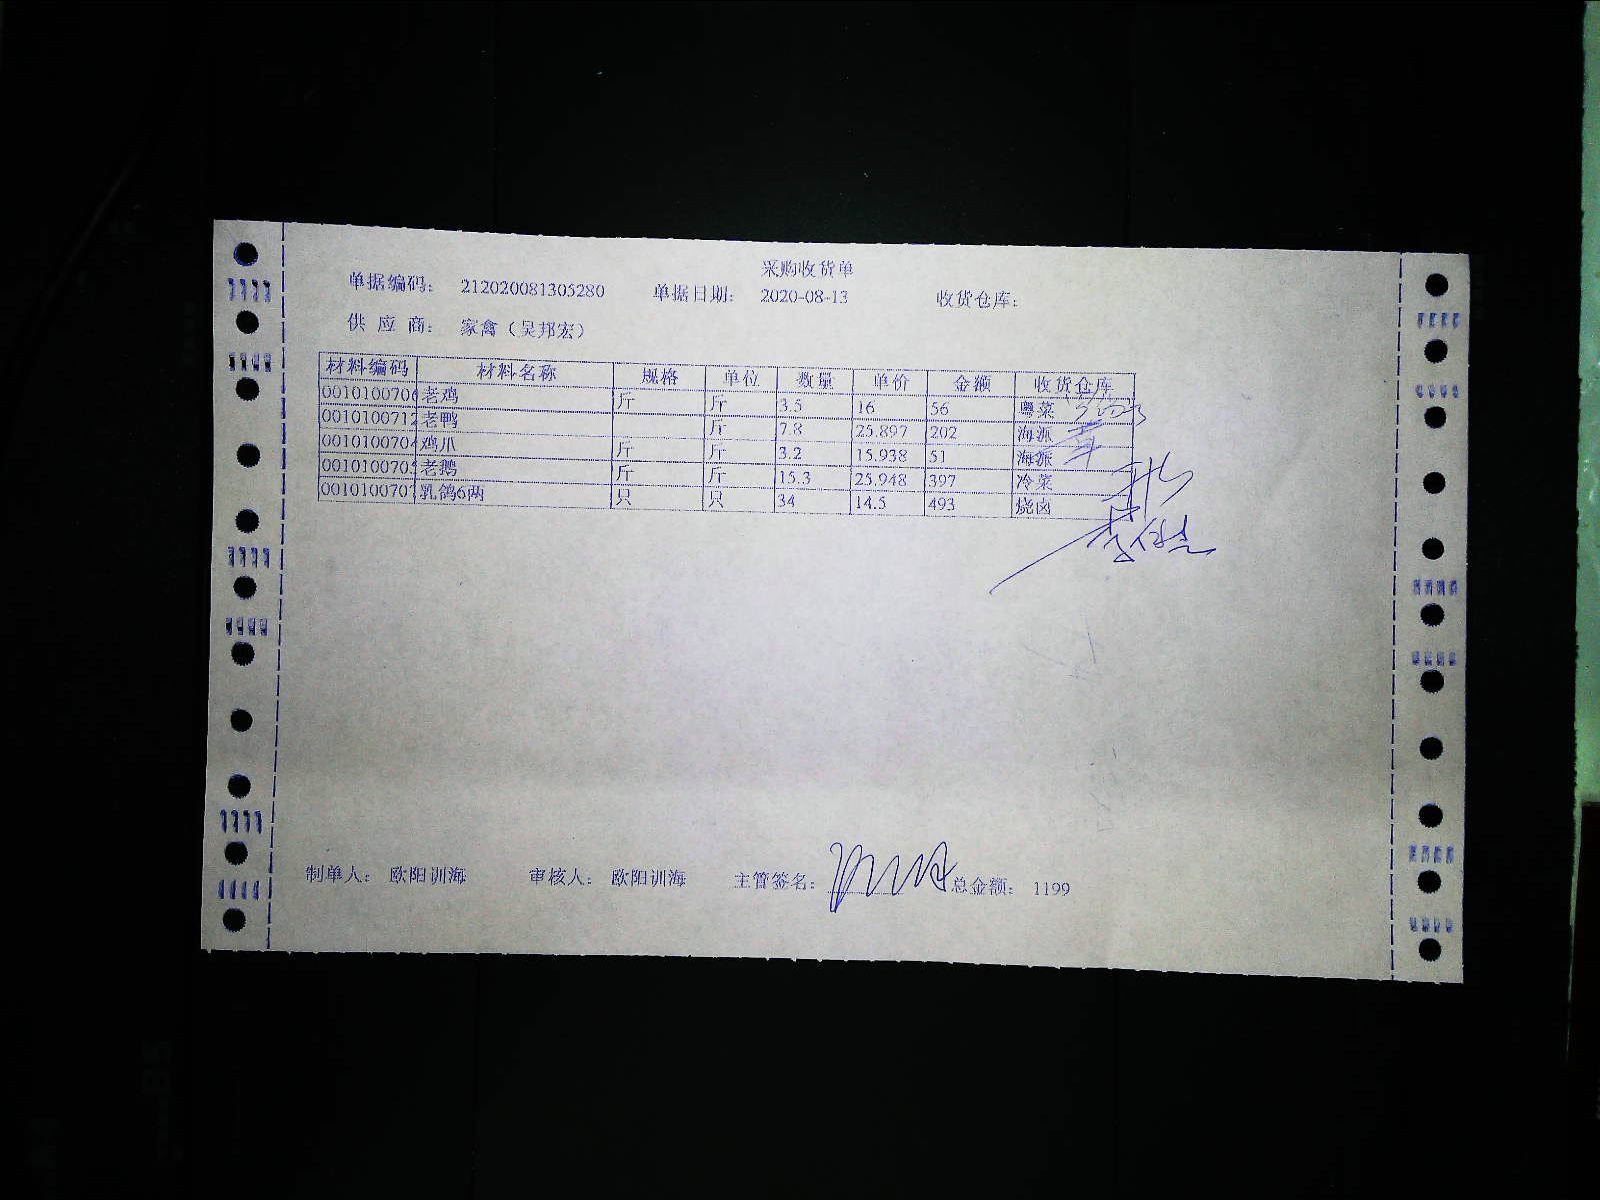 采购收货单
单据编码： 212020081305280 单据日期： 2020-08-13 收货仓库：
供 应 商： 家禽（吴邦宏）
材料编码 材料名称 规格 单位 数量 单价 金额 收货仓库
0010100706 老鸡 斤 斤 3.5 16 56 粤菜
0010100712 老鸭 斤 7.8 25.897 202 海派
0010100704 鸡爪 斤 斤 3.2 15.938 51 海派
0010100705 老鹅 斤 斤 15.3 25.948 397 冷菜
0010100707 乳鸽6两 只 只 34 14.5 493 烧卤
制单人： 欧阳训海 审核人： 欧阳训海 主管签名： 总金额： 1199